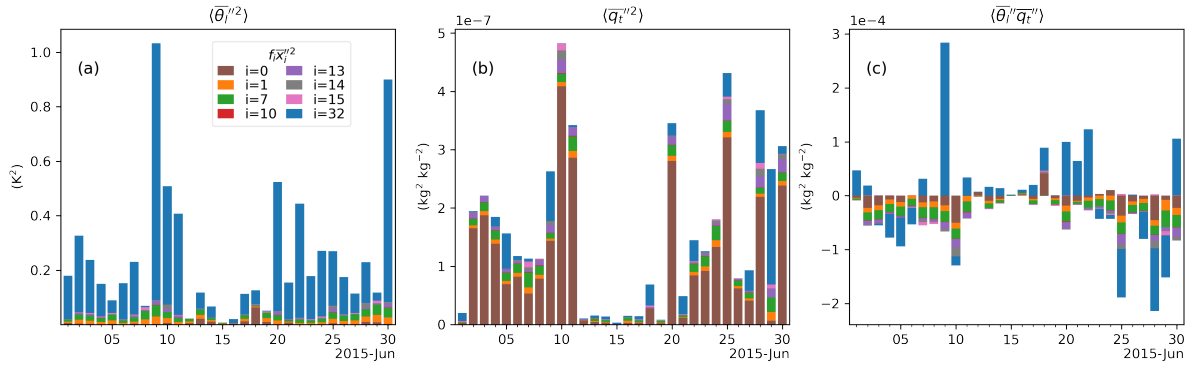 ⟨θ̅ₗ″²⟩
(a)
f_i x̅_i″²
i=0
i=1
i=7
i=10
i=13
i=14
i=15
i=32
1.0
0.8
0.6
0.4
0.2
(K²)
05
10
15
20
25
30
2015-Jun
⟨q̅ₜ″²⟩
1e−7
(b)
5
4
3
2
1
0
(kg² kg⁻²)
05
10
15
20
25
30
2015-Jun
⟨θ̅ₗ″q̅ₜ″⟩
1e−4
(c)
3
2
1
0
−1
−2
(kg² kg⁻²)
05
10
15
20
25
30
2015-Jun